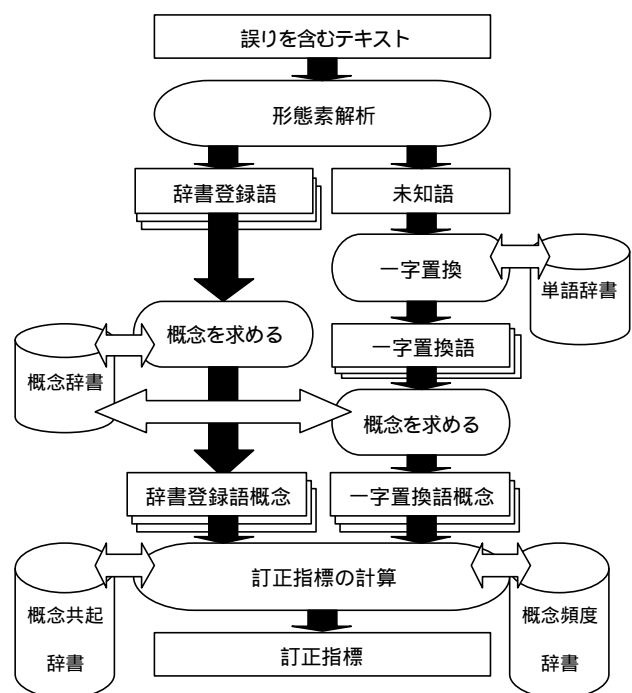 誤りを含むテキスト
形態素解析
辞書登録語
未知語
一字置換
単語辞書
概念を求める
一字置換語
概念辞書
概念を求める
辞書登録語概念
一字置換語概念
訂正指標の計算
概念共起
辞書
概念頻度
辞書
訂正指標